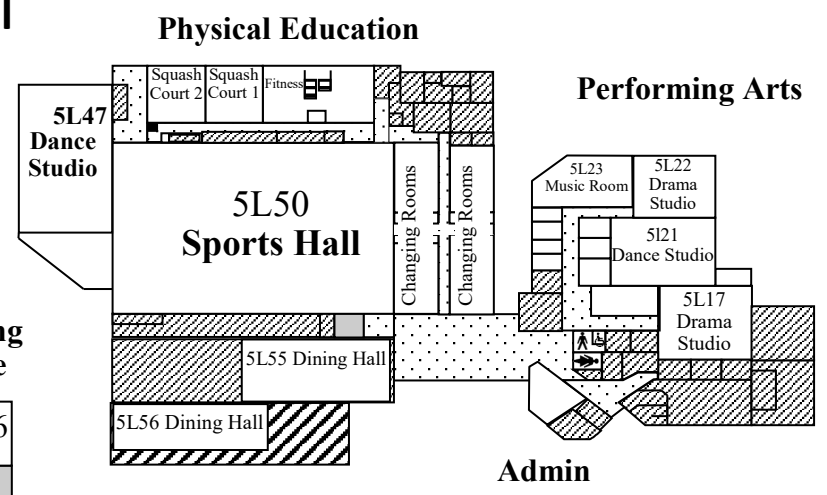 Physical Education
Performing Arts
5L47
Dance
Studio
Squash
Court 2
Squash
Court 1
Fitness
5L50
Sports Hall
Changing Rooms
Changing Rooms
5L23
Music Room
5L22
Drama
Studio
5l21
Dance Studio
5L17
Drama
Studio
5L55 Dining Hall
5L56 Dining Hall
Admin